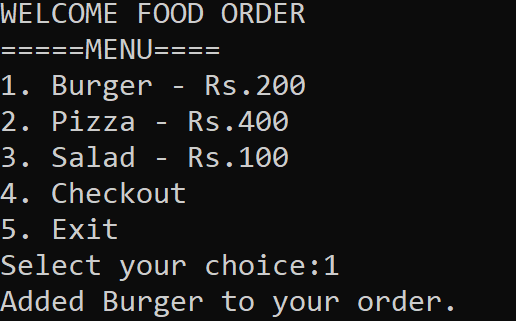 WELCOME FOOD ORDER
=====MENU====
1. Burger - Rs.200
2. Pizza - Rs.400
3. Salad - Rs.100
4. Checkout
5. Exit
Select your choice:1
Added Burger to your order.